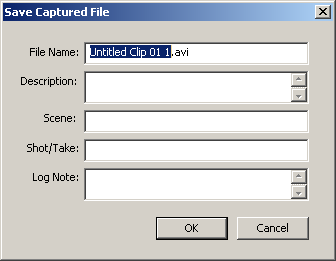 Save Captured File
File Name: Untitled Clip 01 1.avi
Description:
Scene:
Shot/Take:
Log Note:
OK Cancel